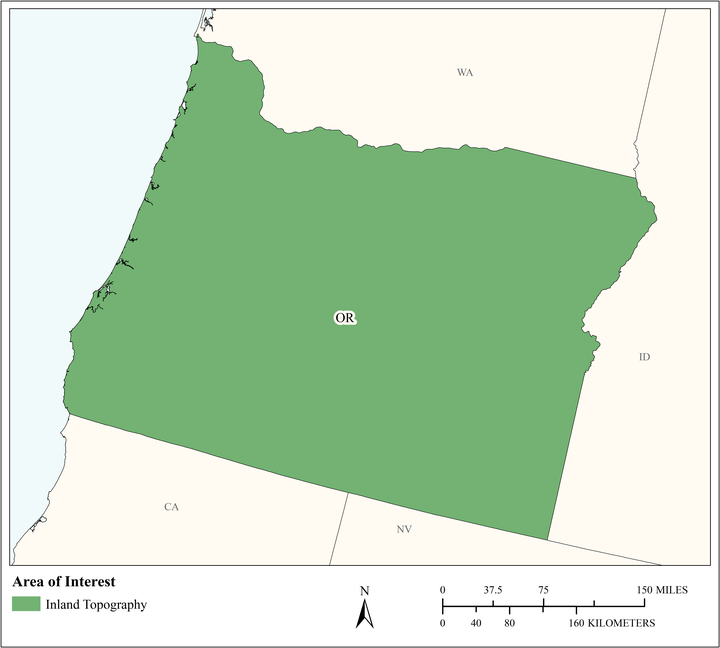 WA
OR
ID
CA
NV
Area of Interest
Inland Topography
N
0 37.5 75 150 MILES
0 40 80 160 KILOMETERS